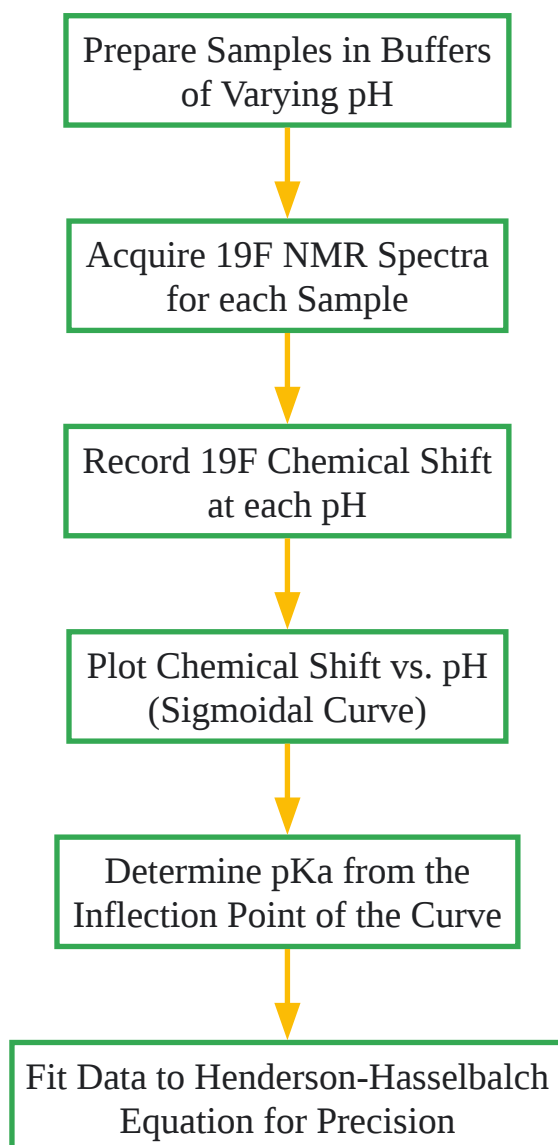 Prepare Samples in Buffers
of Varying pH
Acquire 19F NMR Spectra
for each Sample
Record 19F Chemical Shift
at each pH
Plot Chemical Shift vs. pH
(Sigmoidal Curve)
Determine pKa from the
Inflection Point of the Curve
Fit Data to Henderson-Hasselbalch
Equation for Precision